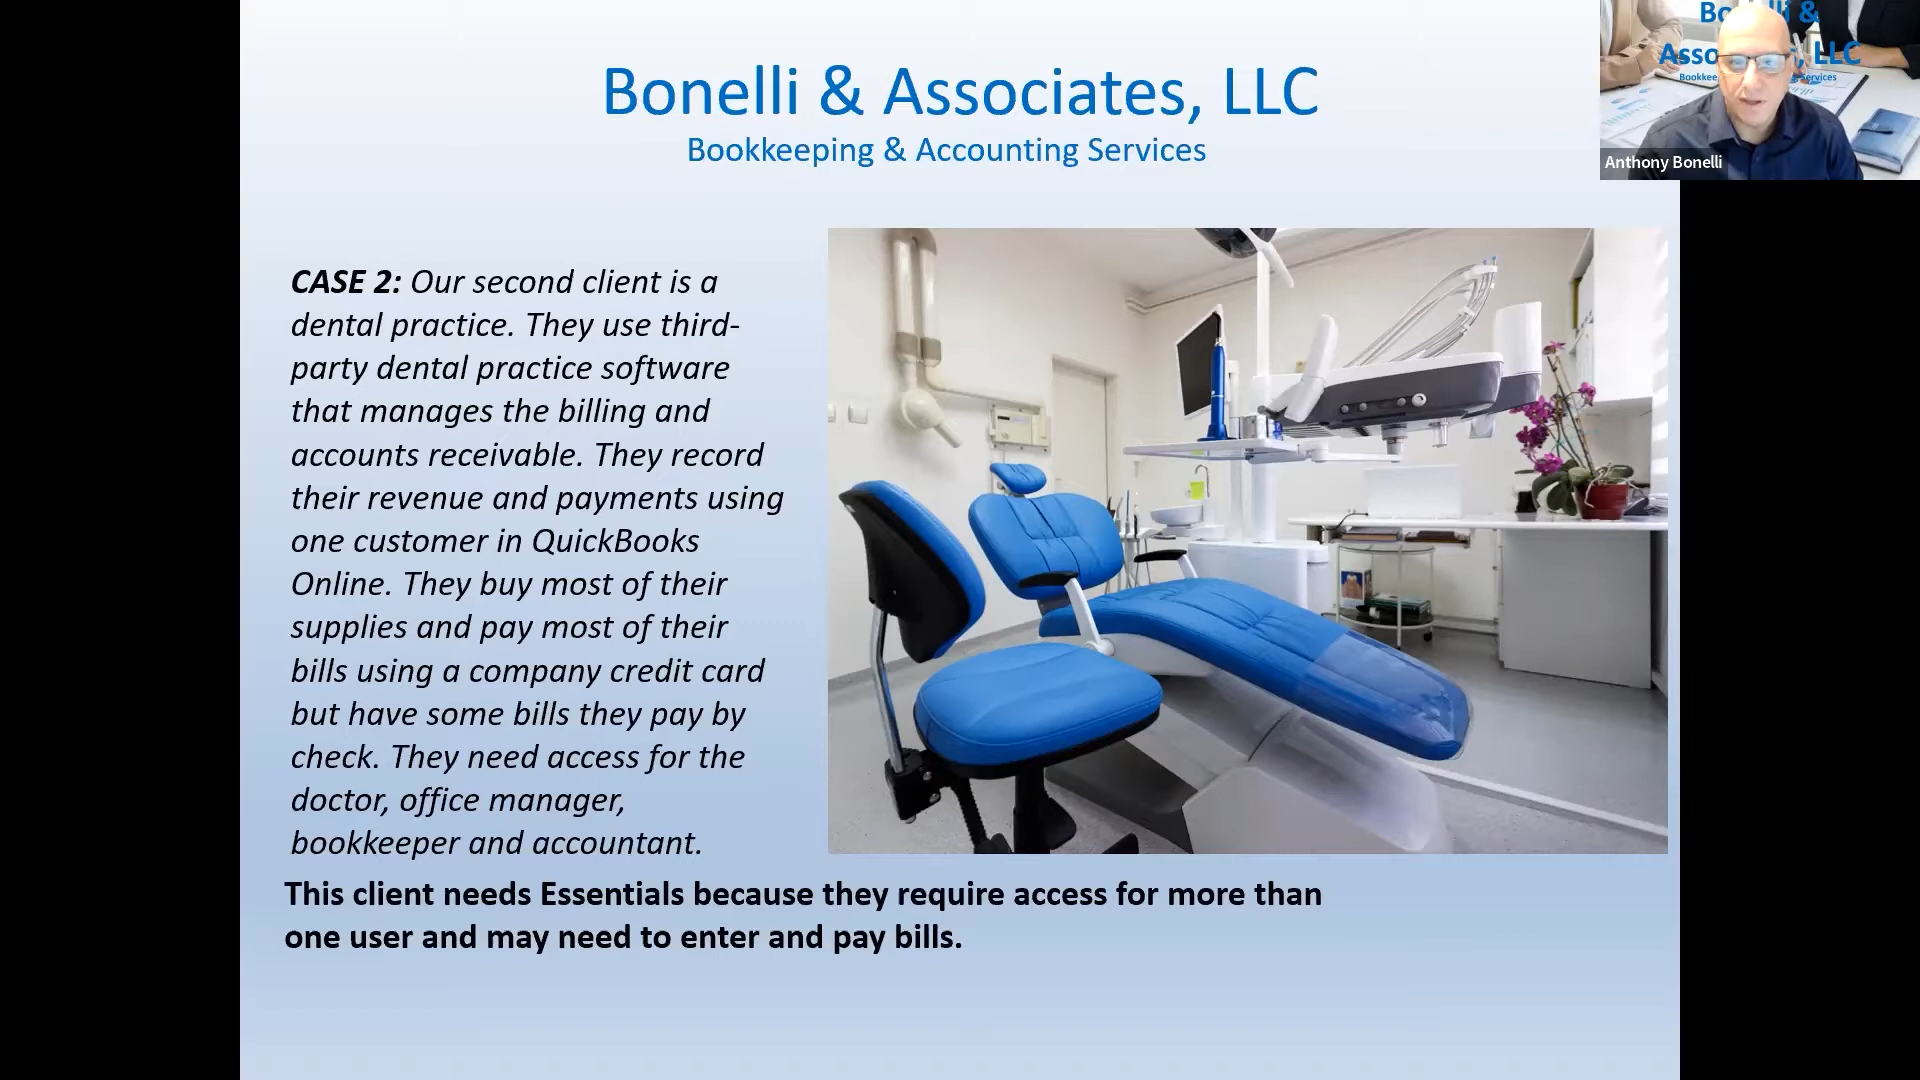 Bonelli & Associates, LLC
Bookkeeping & Accounting Services
LLC
Services
Anthony Bonelli
CASE 2: Our second client is a
dental practice. They use third-
party dental practice software
that manages the billing and
accounts receivable. They record
their revenue and payments using
one customer in QuickBooks
Online. They buy most of their
supplies and pay most of their
bills using a company credit card
but have some bills they pay by
check. They need access for the
doctor, office manager,
bookkeeper and accountant.
This client needs Essentials because they require access for more than
one user and may need to enter and pay bills.